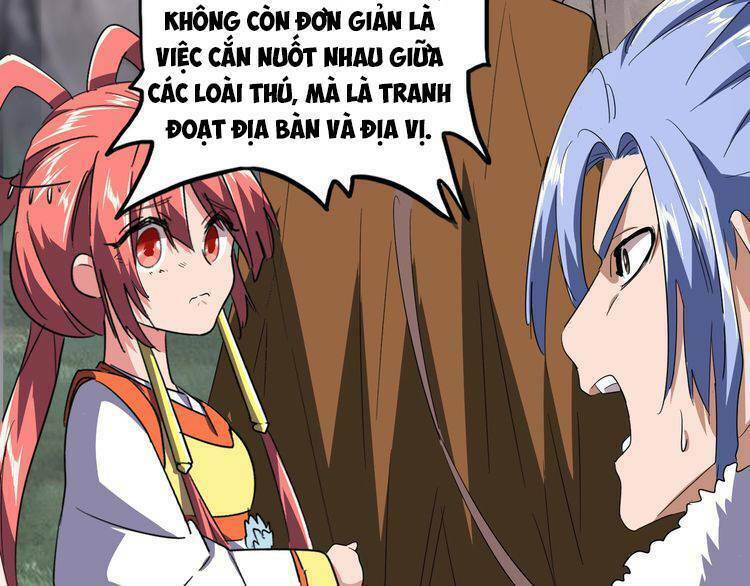 KHÔNG CÒN ĐƠN GIẢN LÀ
VIỆC CẮN NUỐT NHAU GIỮA
CÁC LOÀI THÚ, MÀ LÀ TRANH
ĐOẠT ĐỊA BÀN VÀ ĐỊA VỊ.